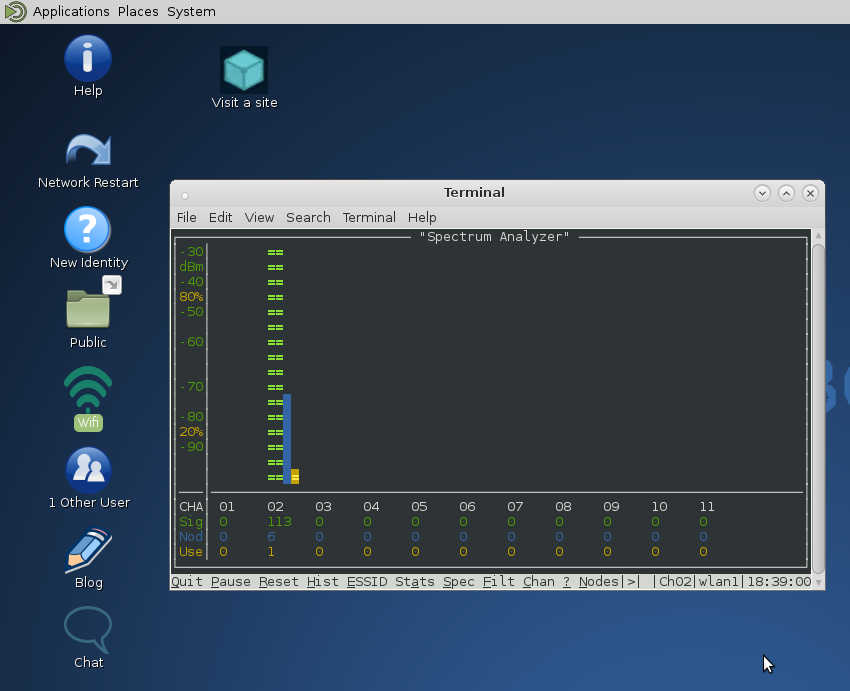 Applications Places System
Help
Visit a site
Network Restart
New Identity
Public
Wifi
1 Other User
Blog
Chat
Terminal
File Edit View Search Terminal Help
"Spectrum Analyzer"
-30
dBm
-40
80%
-50
-60
-70
-80
20%
-90
CHA 01 02 03 04 05 06 07 08 09 10 11
Sig 0 113 0 0 0 0 0 0 0 0 0
Nod 0 6 0 0 0 0 0 0 0 0 0
Use 0 1 0 0 0 0 0 0 0 0 0
Quit Pause Reset Hist ESSID Stats Spec Filt Chan ? Nodes|>| |Ch02|wlan1|18:39:00